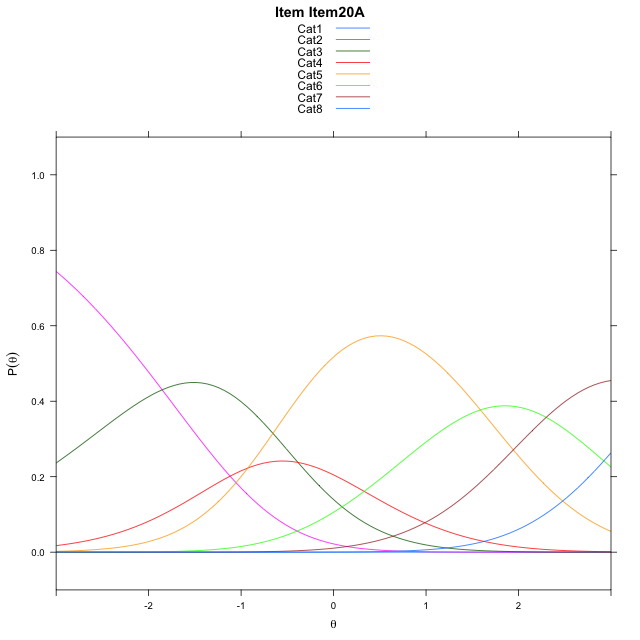 Item Item20A
Cat1
Cat2
Cat3
Cat4
Cat5
Cat6
Cat7
Cat8
1.0
0.8
0.6
0.4
0.2
0.0
P(θ)
-2 -1 0 1 2
θ